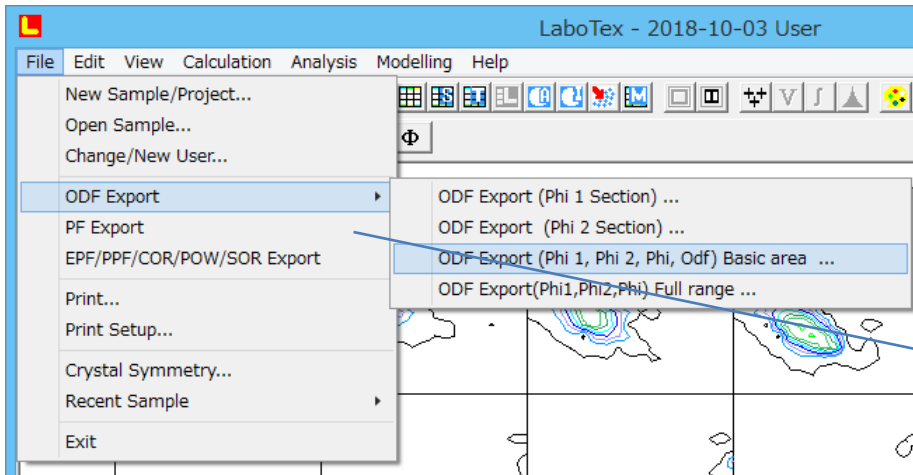 LaboTex - 2018-10-03 User
File Edit View Calculation Analysis Modelling Help
New Sample/Project...
Open Sample...
Change/New User...
Φ
ODF Export
ODF Export (Phi 1 Section) ...
PF Export
ODF Export (Phi 2 Section) ...
EPF/PPF/COR/POW/SOR Export
ODF Export (Phi 1, Phi 2, Phi, Odf) Basic area ...
ODF Export(Phi1,Phi2,Phi) Full range ...
Print...
Print Setup...
Crystal Symmetry...
Recent Sample
Exit